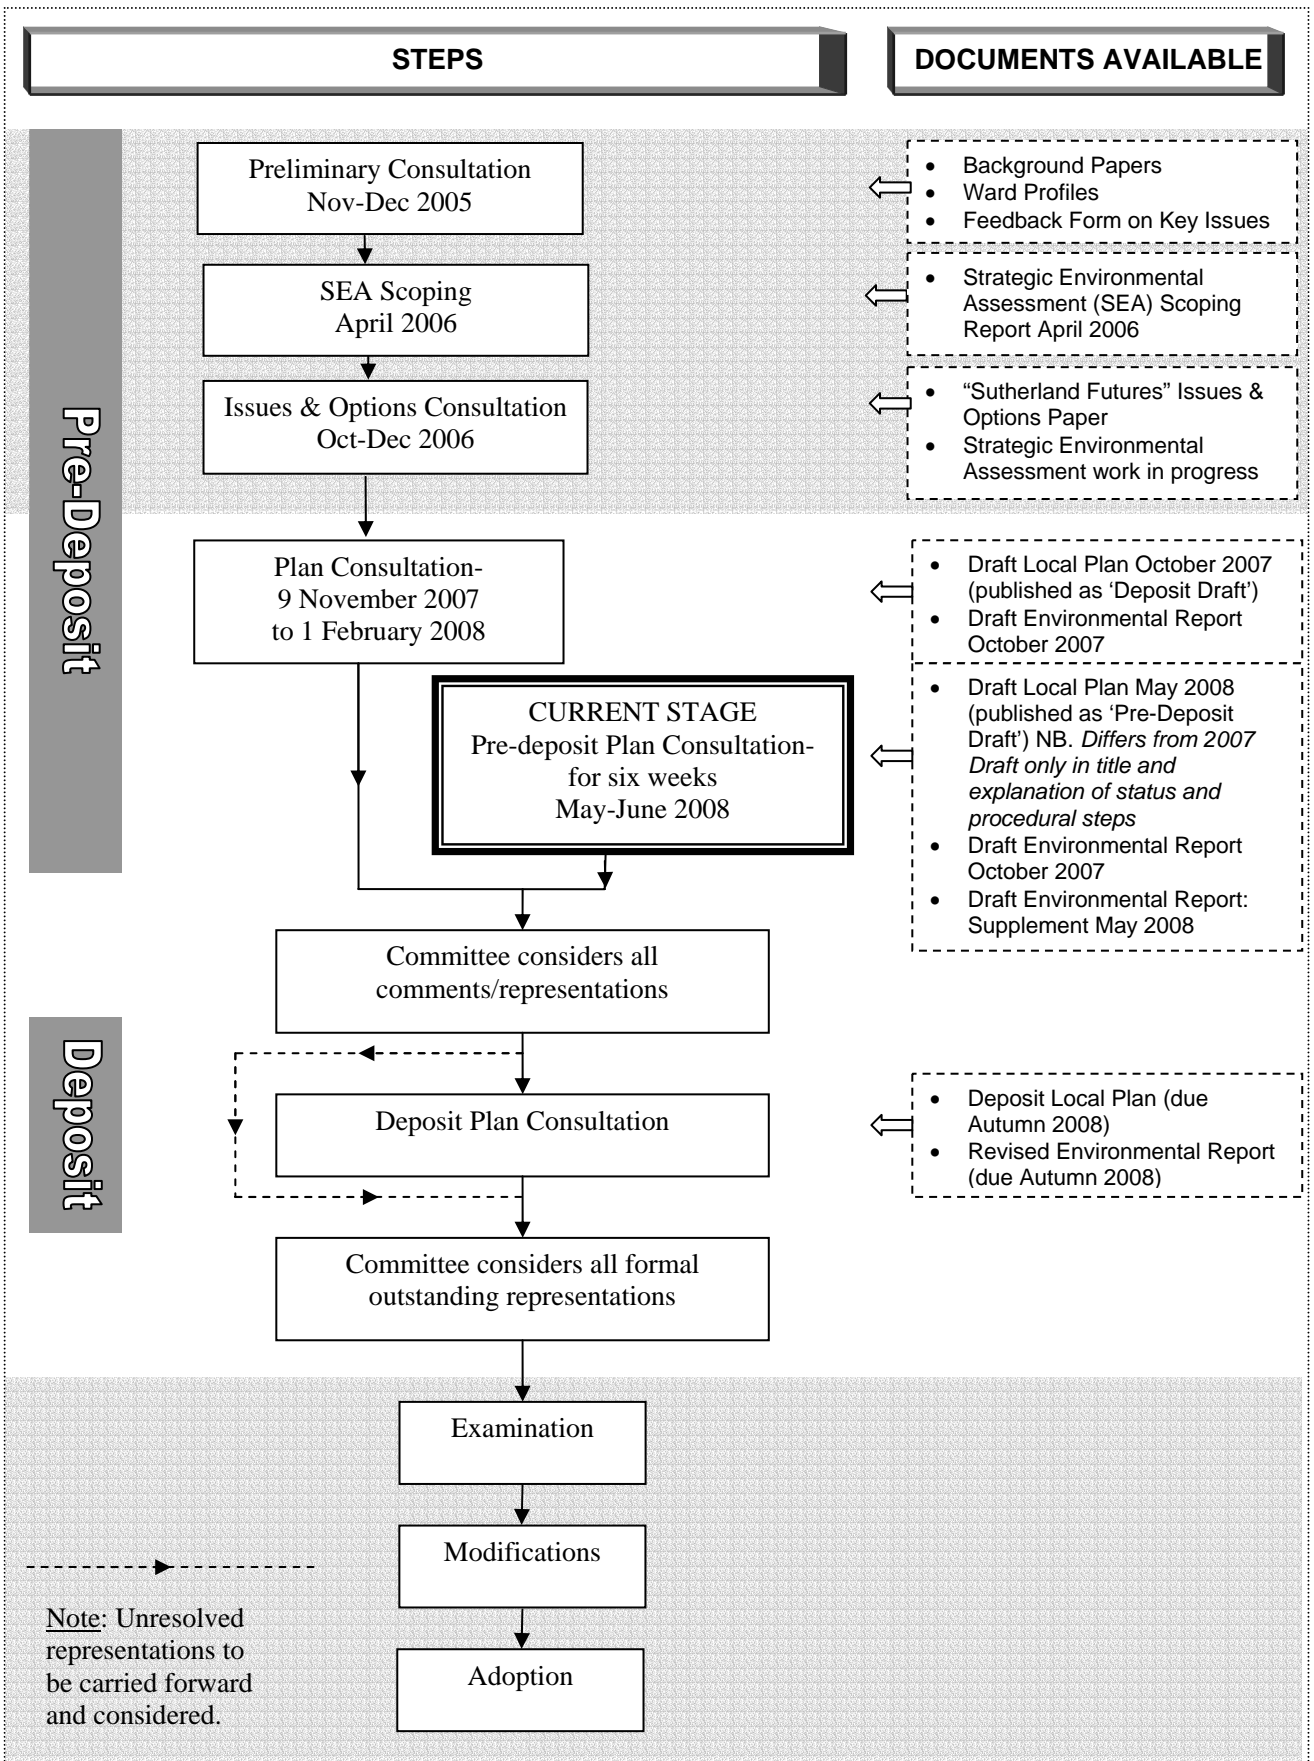 STEPS
DOCUMENTS AVAILABLE
Pre-Deposit
Preliminary Consultation
Nov-Dec 2005
• Background Papers
• Ward Profiles
• Feedback Form on Key Issues
SEA Scoping
April 2006
• Strategic Environmental
Assessment (SEA) Scoping
Report April 2006
Issues & Options Consultation
Oct-Dec 2006
• “Sutherland Futures” Issues &
Options Paper
• Strategic Environmental
Assessment work in progress
Plan Consultation-
9 November 2007
to 1 February 2008
• Draft Local Plan October 2007
(published as ‘Deposit Draft’)
• Draft Environmental Report
October 2007
CURRENT STAGE
Pre-deposit Plan Consultation-
for six weeks
May-June 2008
• Draft Local Plan May 2008
(published as ‘Pre-Deposit
Draft’) NB. Differs from 2007
Draft only in title and
explanation of status and
procedural steps
• Draft Environmental Report
October 2007
• Draft Environmental Report:
Supplement May 2008
Committee considers all
comments/representations
Deposit
Deposit Plan Consultation
• Deposit Local Plan (due
Autumn 2008)
• Revised Environmental Report
(due Autumn 2008)
Committee considers all formal
outstanding representations
Examination
Modifications
Adoption
Note: Unresolved
representations to
be carried forward
and considered.